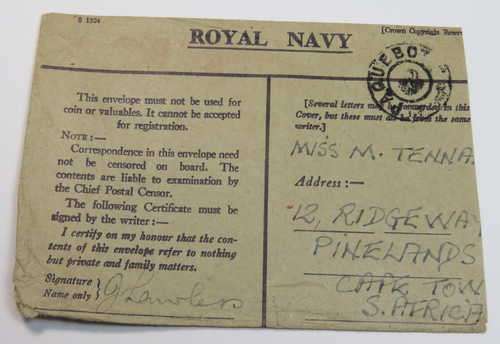 S 1324
[Crown Copyright Reserv
ROYAL NAVY
PAQUEBOT
This envelope must not be used for
coin or valuables. It cannot be accepted
for registration.
NOTE:—
Correspondence in this envelope need
not be censored on board. The
contents are liable to examination by
the Chief Postal Censor.
The following Certificate must be
signed by the writer:—
I certify on my honour that the con-
tents of this envelope refer to nothing
but private and family matters.
Signature
Name only
G Lawless
[Several letters may be forwarded in this
Cover, but these must all be from the same
writer.]
MISS M. TENNA
Address:—
12, RIDGEWAY
PINELANDS
CAPE TOW
S. AFRICA